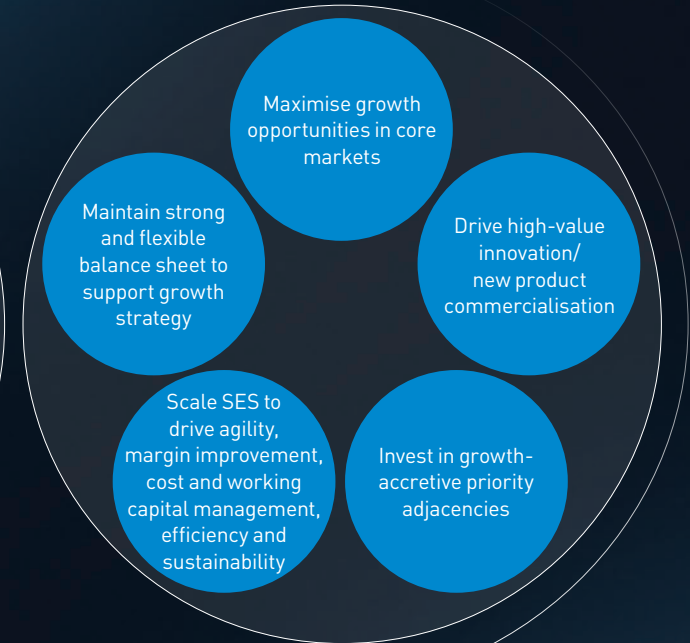 Maximise growth
opportunities in core
markets
Drive high-value
innovation/
new product
commercialisation
Invest in growth-
accretive priority
adjacencies
Scale SES to
drive agility,
margin improvement,
cost and working
capital management,
efficiency and
sustainability
Maintain strong
and flexible
balance sheet to
support growth
strategy